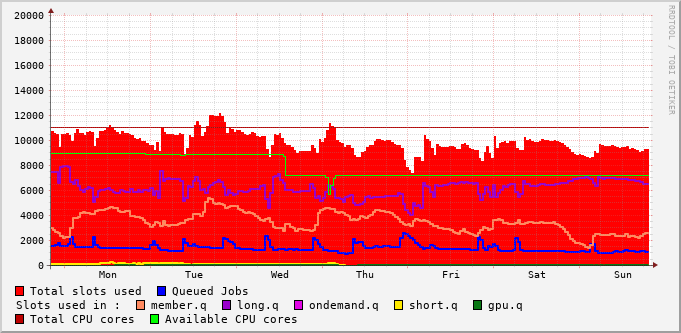 20000
18000
16000
14000
12000
10000
8000
6000
4000
2000
0
Mon Tue Wed Thu Fri Sat Sun
RRDTOOL / TOBI OETIKER
Total slots used Queued Jobs
Slots used in : member.q long.q ondemand.q short.q gpu.q
Total CPU cores Available CPU cores